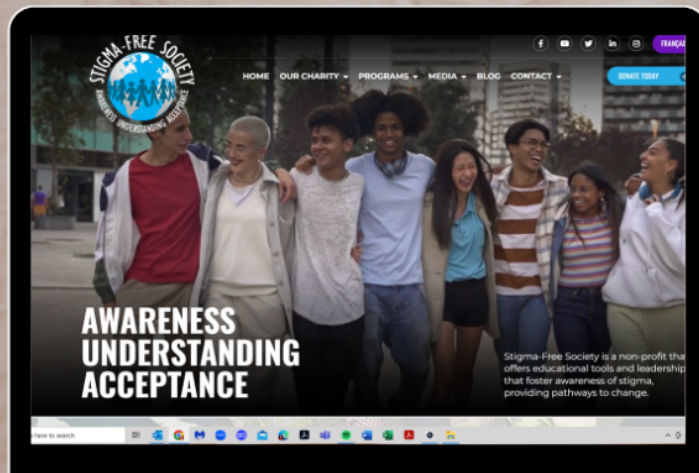 STIGMA-FREE SOCIETY
AWARENESS UNDERSTANDING ACCEPTANCE
FRANÇAI
HOME OUR CHARITY PROGRAMS MEDIA BLOG CONTACT
DONATE TODAY
AWARENESS
UNDERSTANDING
ACCEPTANCE
Stigma-Free Society is a non-profit tha
offers educational tools and leadership
that foster awareness of stigma,
providing pathways to change.
here to search